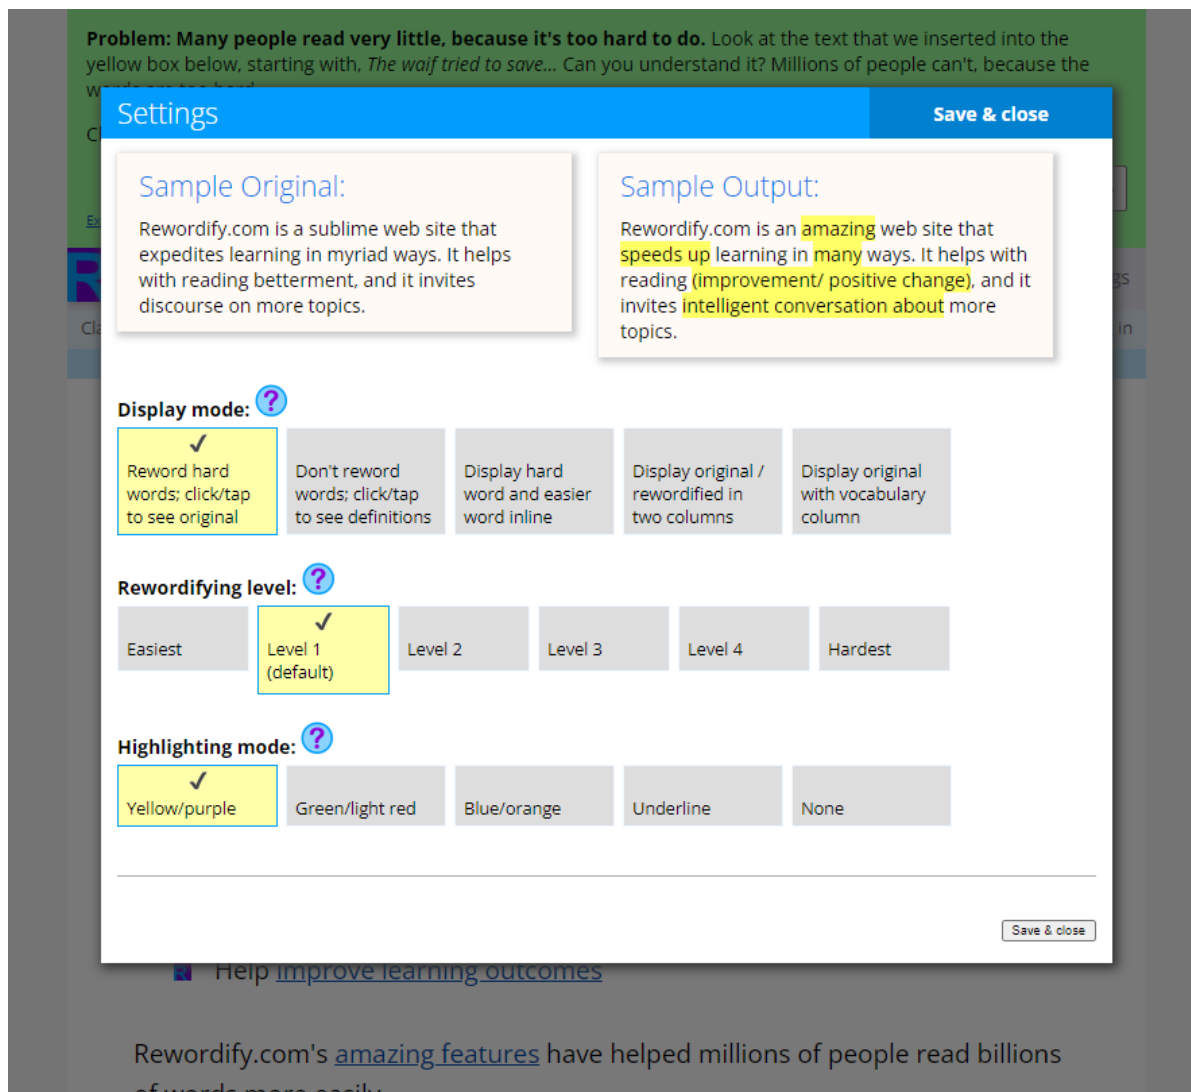 Problem: Many people read very little, because it's too hard to do. Look at the text that we inserted into the
yellow box below, starting with, The waif tried to save... Can you understand it? Millions of people can't, because the
Settings
Save & close
Sample Original:
Rewordify.com is a sublime web site that
expedites learning in myriad ways. It helps
with reading betterment, and it invites
discourse on more topics.
Sample Output:
Rewordify.com is an amazing web site that
speeds up learning in many ways. It helps with
reading (improvement/ positive change), and it
invites intelligent conversation about more
topics.
in
Display mode: ?
✓
Reword hard
words; click/tap
to see original
Don't reword
words; click/tap
to see definitions
Display hard
word and easier
word inline
Display original /
rewordified in
two columns
Display original
with vocabulary
column
Rewordifying level: ?
Easiest
✓
Level 1
(default)
Level 2
Level 3
Level 4
Hardest
Highlighting mode: ?
✓
Yellow/purple
Green/light red
Blue/orange
Underline
None
Save & close
Help improve learning outcomes
Rewordify.com's amazing features have helped millions of people read billions
of words more easily